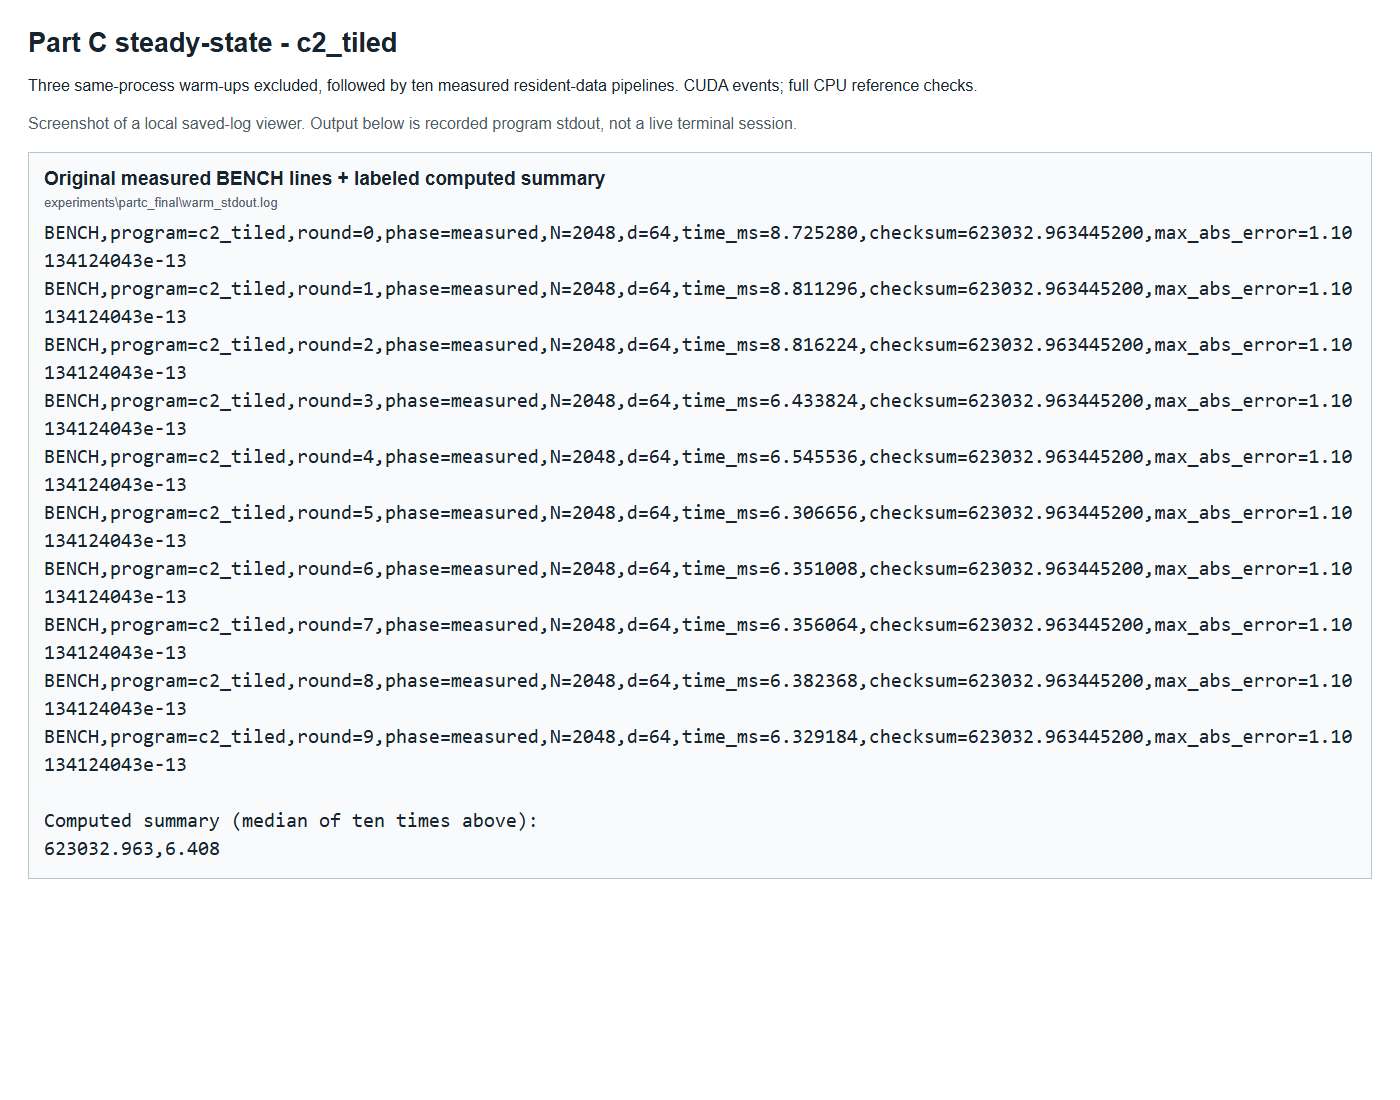 Part C steady-state - c2_tiled
Three same-process warm-ups excluded, followed by ten measured resident-data pipelines. CUDA events; full CPU reference checks.
Screenshot of a local saved-log viewer. Output below is recorded program stdout, not a live terminal session.
Original measured BENCH lines + labeled computed summary
experiments\partc_final\warm_stdout.log
BENCH,program=c2_tiled,round=0,phase=measured,N=2048,d=64,time_ms=8.725280,checksum=623032.963445200,max_abs_error=1.10
134124043e-13
BENCH,program=c2_tiled,round=1,phase=measured,N=2048,d=64,time_ms=8.811296,checksum=623032.963445200,max_abs_error=1.10
134124043e-13
BENCH,program=c2_tiled,round=2,phase=measured,N=2048,d=64,time_ms=8.816224,checksum=623032.963445200,max_abs_error=1.10
134124043e-13
BENCH,program=c2_tiled,round=3,phase=measured,N=2048,d=64,time_ms=6.433824,checksum=623032.963445200,max_abs_error=1.10
134124043e-13
BENCH,program=c2_tiled,round=4,phase=measured,N=2048,d=64,time_ms=6.545536,checksum=623032.963445200,max_abs_error=1.10
134124043e-13
BENCH,program=c2_tiled,round=5,phase=measured,N=2048,d=64,time_ms=6.306656,checksum=623032.963445200,max_abs_error=1.10
134124043e-13
BENCH,program=c2_tiled,round=6,phase=measured,N=2048,d=64,time_ms=6.351008,checksum=623032.963445200,max_abs_error=1.10
134124043e-13
BENCH,program=c2_tiled,round=7,phase=measured,N=2048,d=64,time_ms=6.356064,checksum=623032.963445200,max_abs_error=1.10
134124043e-13
BENCH,program=c2_tiled,round=8,phase=measured,N=2048,d=64,time_ms=6.382368,checksum=623032.963445200,max_abs_error=1.10
134124043e-13
BENCH,program=c2_tiled,round=9,phase=measured,N=2048,d=64,time_ms=6.329184,checksum=623032.963445200,max_abs_error=1.10
134124043e-13
Computed summary (median of ten times above):
623032.963,6.408